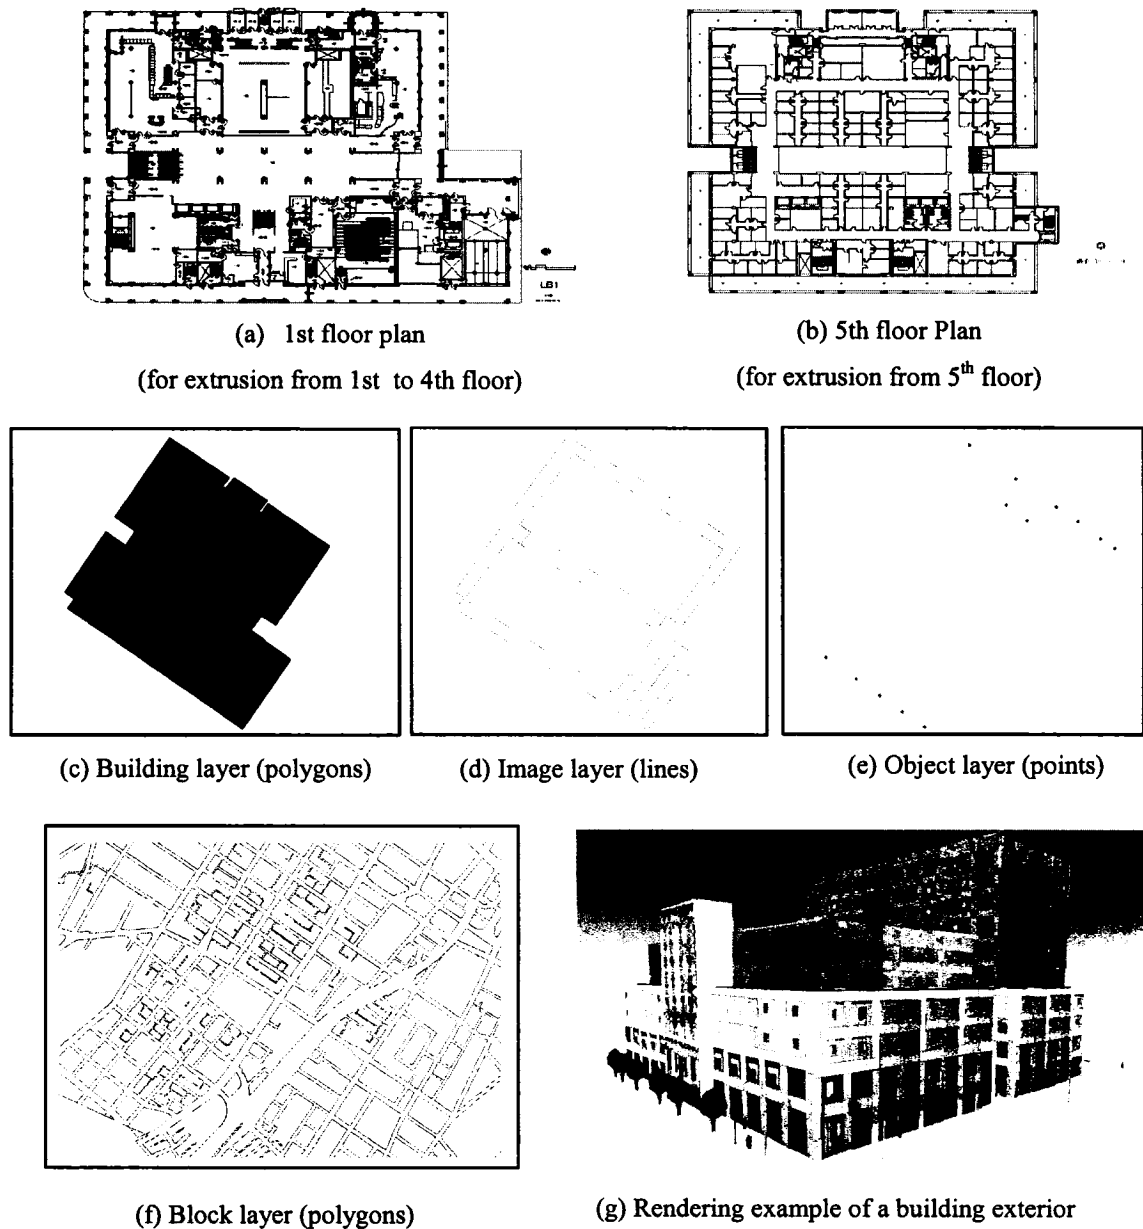 LB1
(a) 1st floor plan
(for extrusion from 1st to 4th floor)
(b) 5th floor Plan
(for extrusion from 5th floor)
(c) Building layer (polygons)
(d) Image layer (lines)
(e) Object layer (points)
(f) Block layer (polygons)
(g) Rendering example of a building exterior